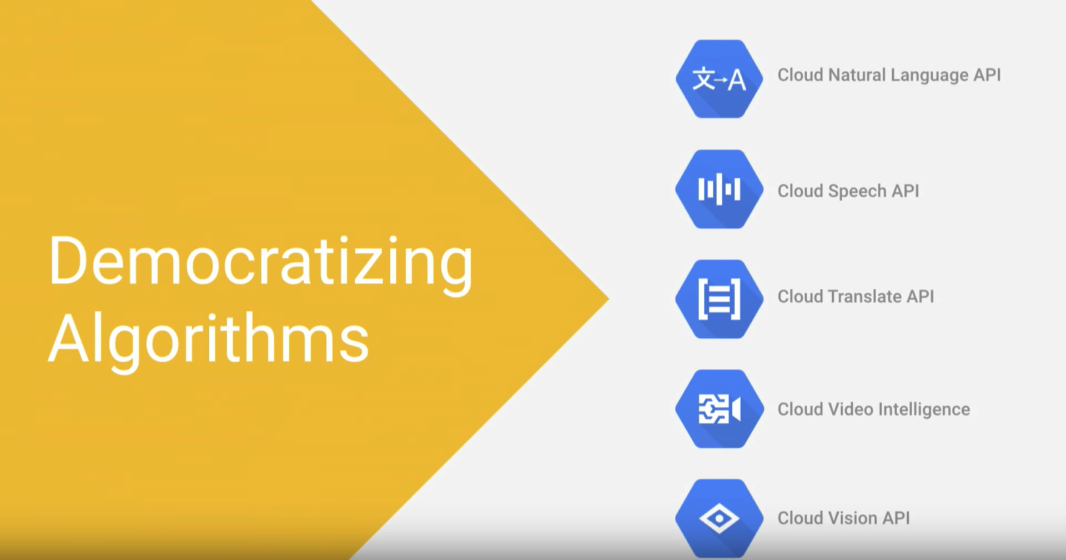 Democratizing
Algorithms
文→A
Cloud Natural Language API
Cloud Speech API
Cloud Translate API
Cloud Video Intelligence
Cloud Vision API